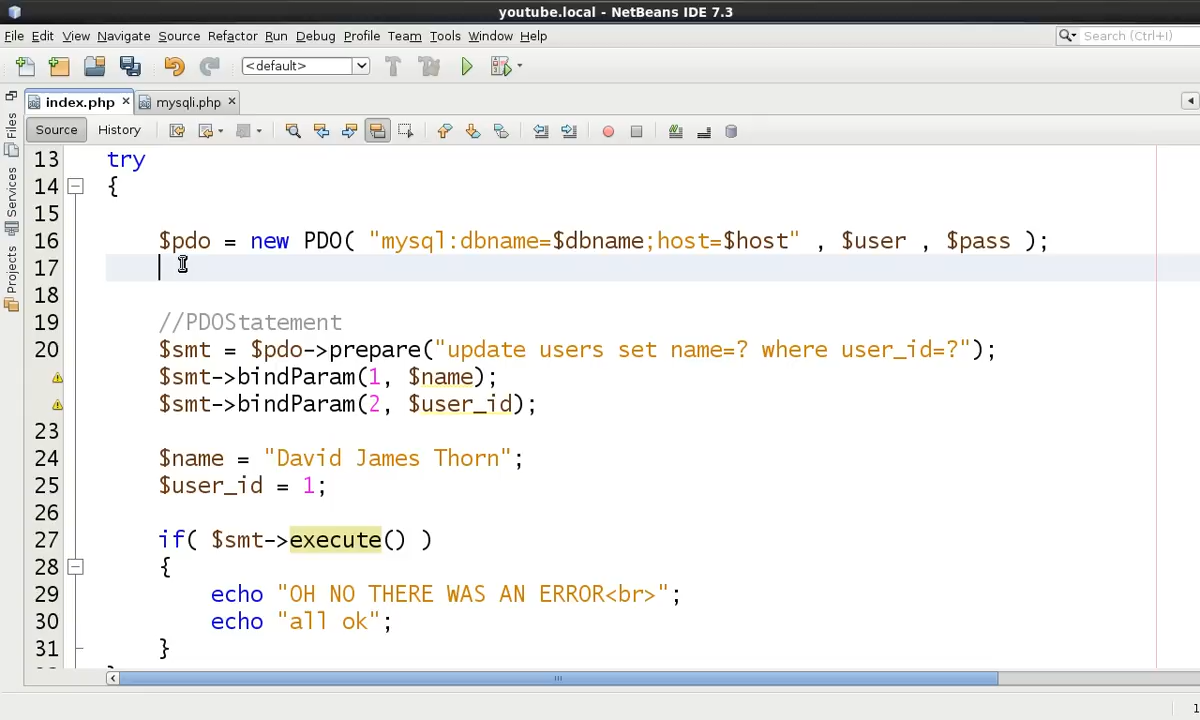 youtube.local - NetBeans IDE 7.3
File Edit View Navigate Source Refactor Run Debug Profile Team Tools Window Help
Search (Ctrl+I)
<default>
index.php mysqli.php
Source History
Files
Services
Projects
13 try
14 {
15
16 $pdo = new PDO( "mysql:dbname=$dbname;host=$host" , $user , $pass );
17
18
19 //PDOStatement
20 $smt = $pdo->prepare("update users set name=? where user_id=?");
$smt->bindParam(1, $name);
$smt->bindParam(2, $user_id);
23
24 $name = "David James Thorn";
25 $user_id = 1;
26
27 if( $smt->execute() )
28 {
29 echo "OH NO THERE WAS AN ERROR<br>";
30 echo "all ok";
31 }